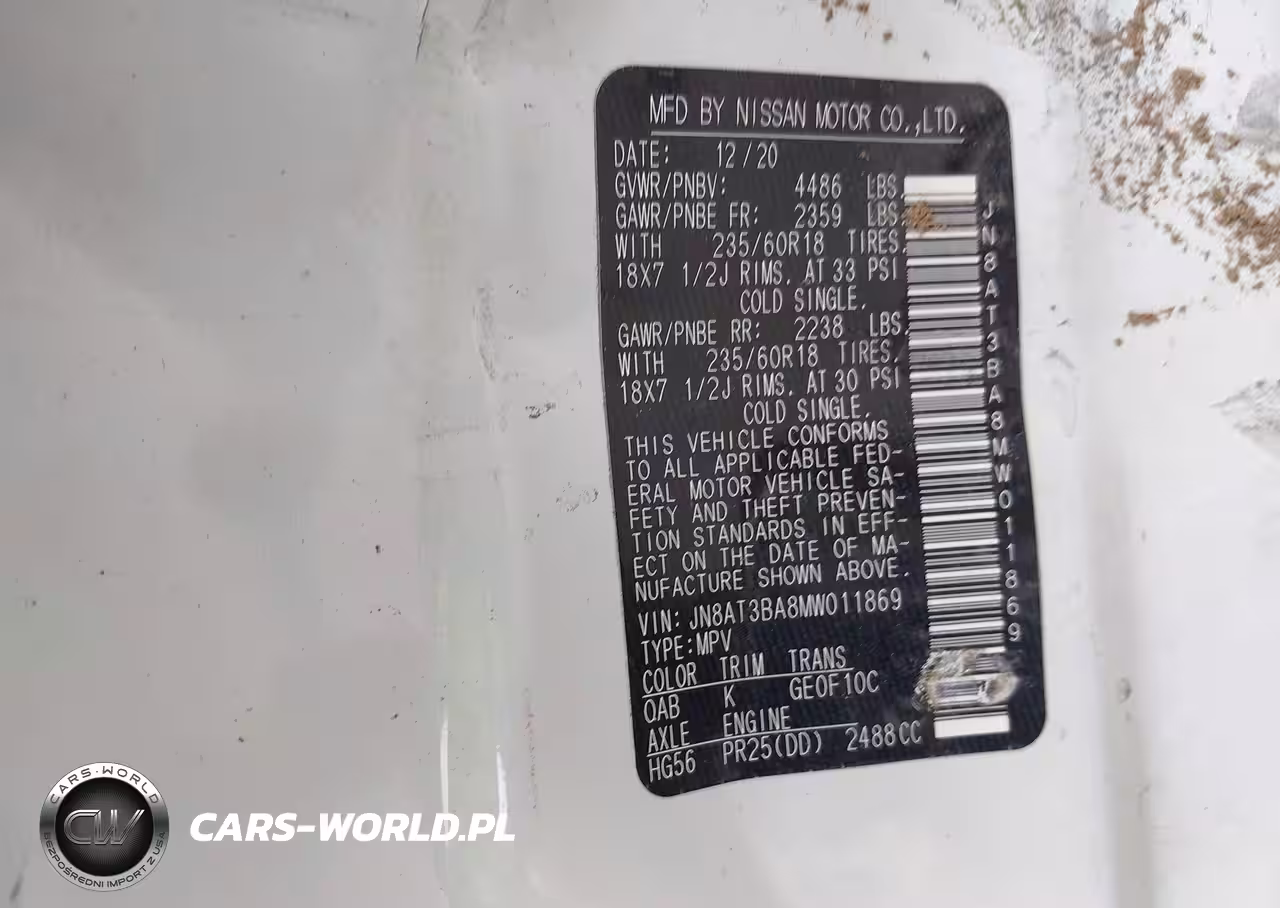 MFD BY NISSAN MOTOR CO.,LTD.
DATE: 12/20
GVWR/PNBV: 4486 LBS.
GAWR/PNBE FR: 2359 LBS.
WITH 235/60R18 TIRES.
18X7 1/2J RIMS. AT 33 PSI
COLD SINGLE.
GAWR/PNBE RR: 2238 LBS.
WITH 235/60R18 TIRES.
18X7 1/2J RIMS. AT 30 PSI
COLD SINGLE.
THIS VEHICLE CONFORMS
TO ALL APPLICABLE FED-
ERAL MOTOR VEHICLE SA-
FETY AND THEFT PREVEN-
TION STANDARDS IN EFF-
ECT ON THE DATE OF MA-
NUFACTURE SHOWN ABOVE.
VIN: JN8AT3BA8MW011869
TYPE:MPV
COLOR TRIM TRANS
QAB K GEOF10C
AXLE ENGINE
HG56 PR25(DD) 2488CC
JN8AT3BA8MW011869
CARS-WORLD
CW
BEZPOŚREDNI IMPORT Z USA
CARS-WORLD.PL